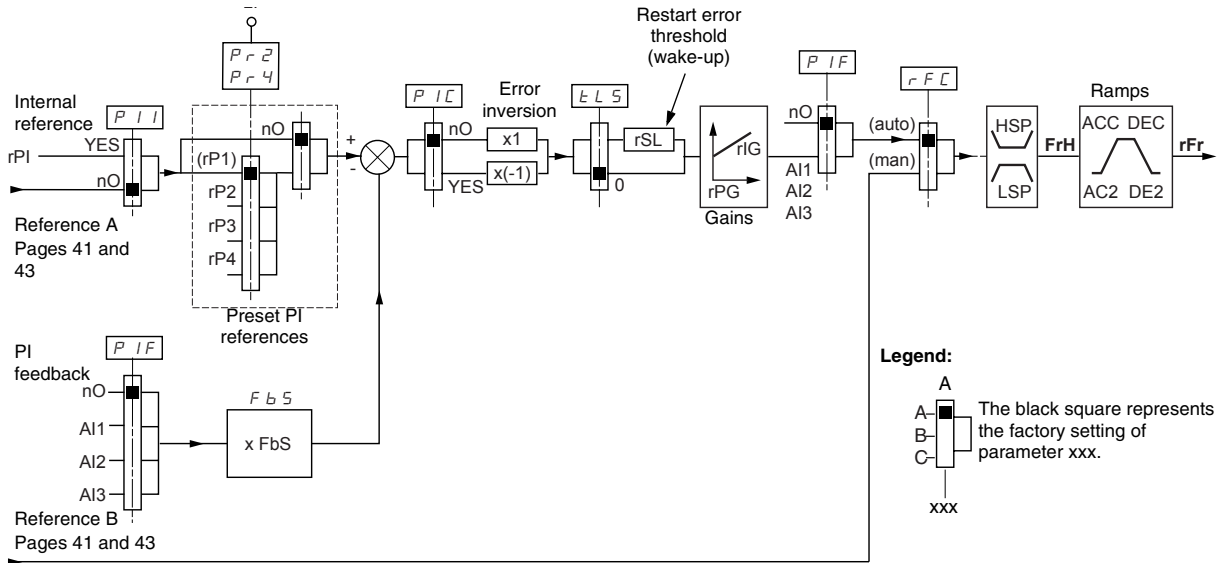 Pr2
Pr4
Restart error
threshold
(wake-up)
Internal
reference
PII
rPI
YES
nO
Reference A
Pages 41 and
43
nO
(rP1)
rP2
rP3
rP4
Preset PI
references
+
-
PIC
nO
YES
Error
inversion
x1
x(-1)
tLS
rSL
0
rIG
rPG
Gains
PIF
nO
AI1
AI2
AI3
rFC
(auto)
(man)
HSP
LSP
FrH
Ramps
ACC DEC
AC2 DE2
rFr
PI
feedback
PIF
nO
AI1
AI2
AI3
FbS
x FbS
Reference B
Pages 41 and 43
Legend:
A
A
B
C
xxx
The black square represents
the factory setting of
parameter xxx.